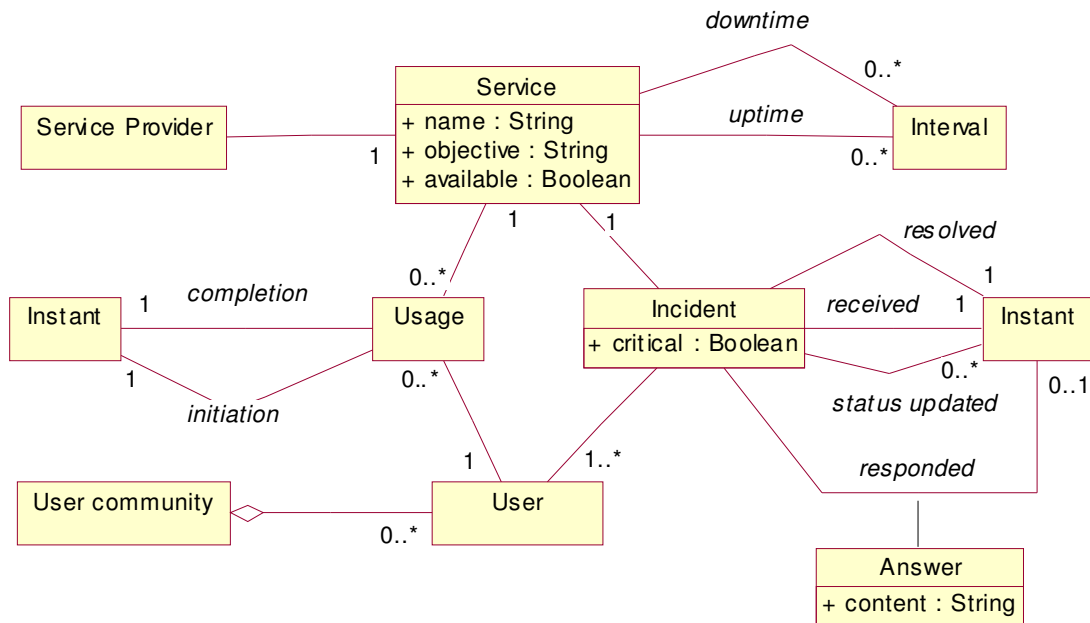 downtime
0..*
Service
Service Provider
+ name : String
+ objective : String
+ available : Boolean
uptime
Interval
1
0..*
1
1
resolved
0..*
1
completion
1
Instant
Usage
Incident
+ critical : Boolean
received
1
Instant
1
0..*
0..*
0..1
initiation
status updated
1
1..*
responded
User community
User
0..*
Answer
+ content : String